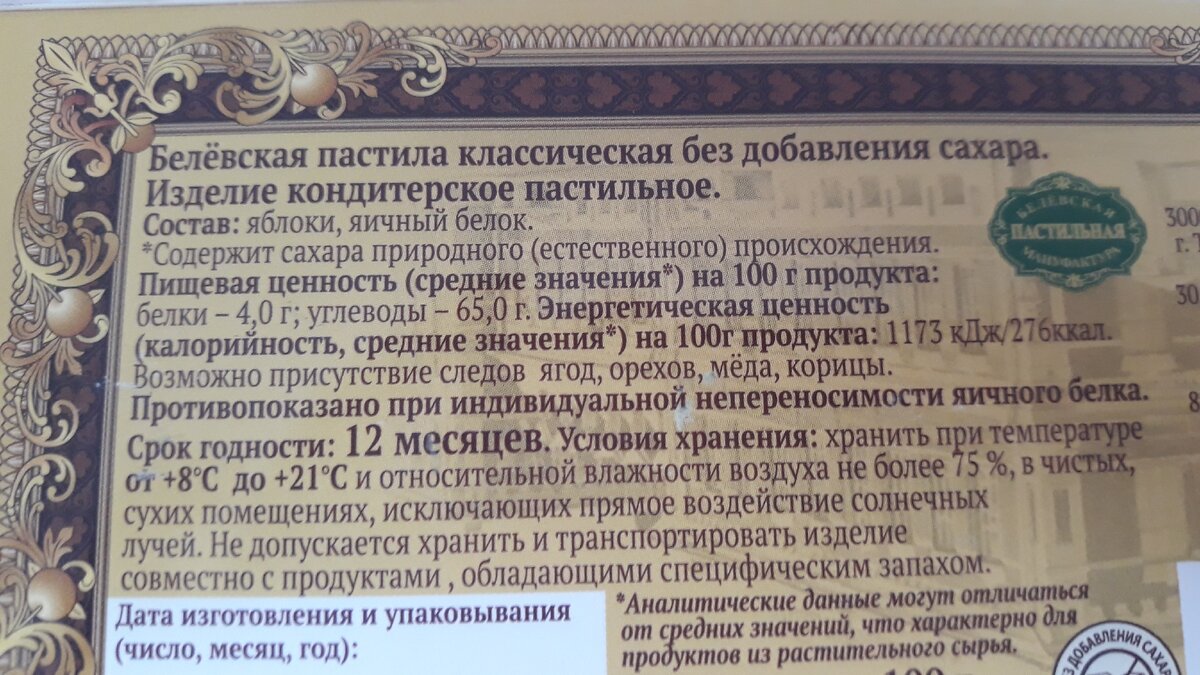 Белёвская пастила классическая без добавления сахара.
Изделие кондитерское пастильное.
Состав: яблоки, яичный белок.
*Содержит сахара природного (естественного) происхождения.
Пищевая ценность (средние значения*) на 100 г продукта:
белки – 4,0 г; углеводы – 65,0 г. Энергетическая ценность
(калорийность, средние значения*) на 100г продукта: 1173 кДж/276ккал.
Возможно присутствие следов ягод, орехов, мёда, корицы.
Противопоказано при индивидуальной непереносимости яичного белка.
Срок годности: 12 месяцев. Условия хранения: хранить при температуре
от +8°С до +21°С и относительной влажности воздуха не более 75 %, в чистых,
сухих помещениях, исключающих прямое воздействие солнечных
лучей. Не допускается хранить и транспортировать изделие
совместно с продуктами , обладающими специфическим запахом.
БЕЛЕВСКАЯ
ПАСТИЛЬНАЯ
МАНУФАКТУРА
300
г. Т
30
8
Дата изготовления и упаковывания
(число, месяц, год):
*Аналитические данные могут отличаться
от средних значений, что характерно для
продуктов из растительного сырья.
ДОБАВЛЕНИЯ САХАРА